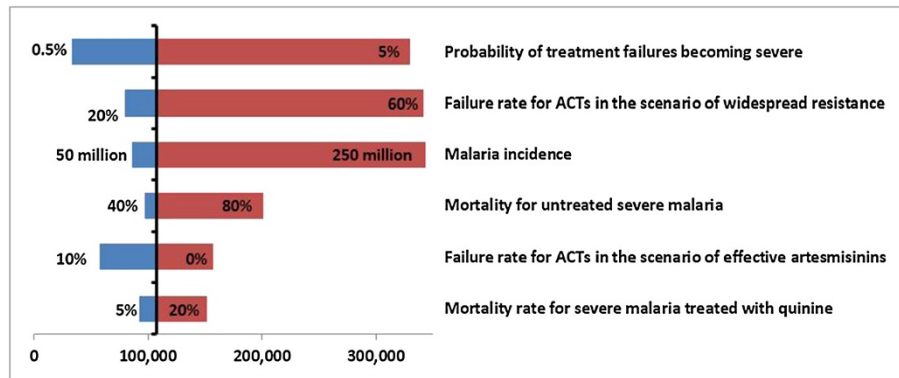 0.5% 5% Probability of treatment failures becoming severe
20% 60% Failure rate for ACTs in the scenario of widespread resistance
50 million 250 million Malaria incidence
40% 80% Mortality for untreated severe malaria
10% 0% Failure rate for ACTs in the scenario of effective artesmisinins
5% 20% Mortality rate for severe malaria treated with quinine
0 100,000 200,000 300,000